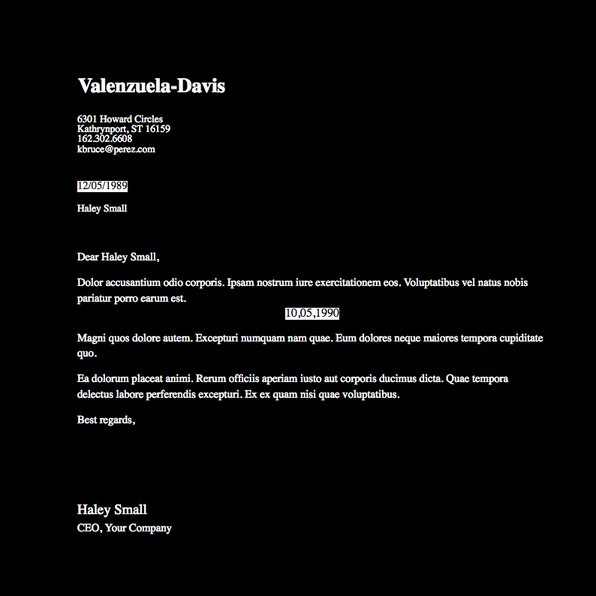 Valenzuela-Davis
6301 Howard Circles
Kathrynport, ST 16159
162.302.6608
kbruce@perez.com
12/05/1989
Haley Small
Dear Haley Small,
Dolor accusantium odio corporis. Ipsam nostrum iure exercitationem eos. Voluptatibus vel natus nobis
pariatur porro earum est.
10,05,1990
Magni quos dolore autem. Excepturi numquam nam quae. Eum dolores neque maiores tempora cupiditate
quo.
Ea dolorum placeat animi. Rerum officiis aperiam iusto aut corporis ducimus dicta. Quae tempora
delectus labore perferendis excepturi. Ex ex quam nisi quae voluptatibus.
Best regards,
Haley Small
CEO, Your Company